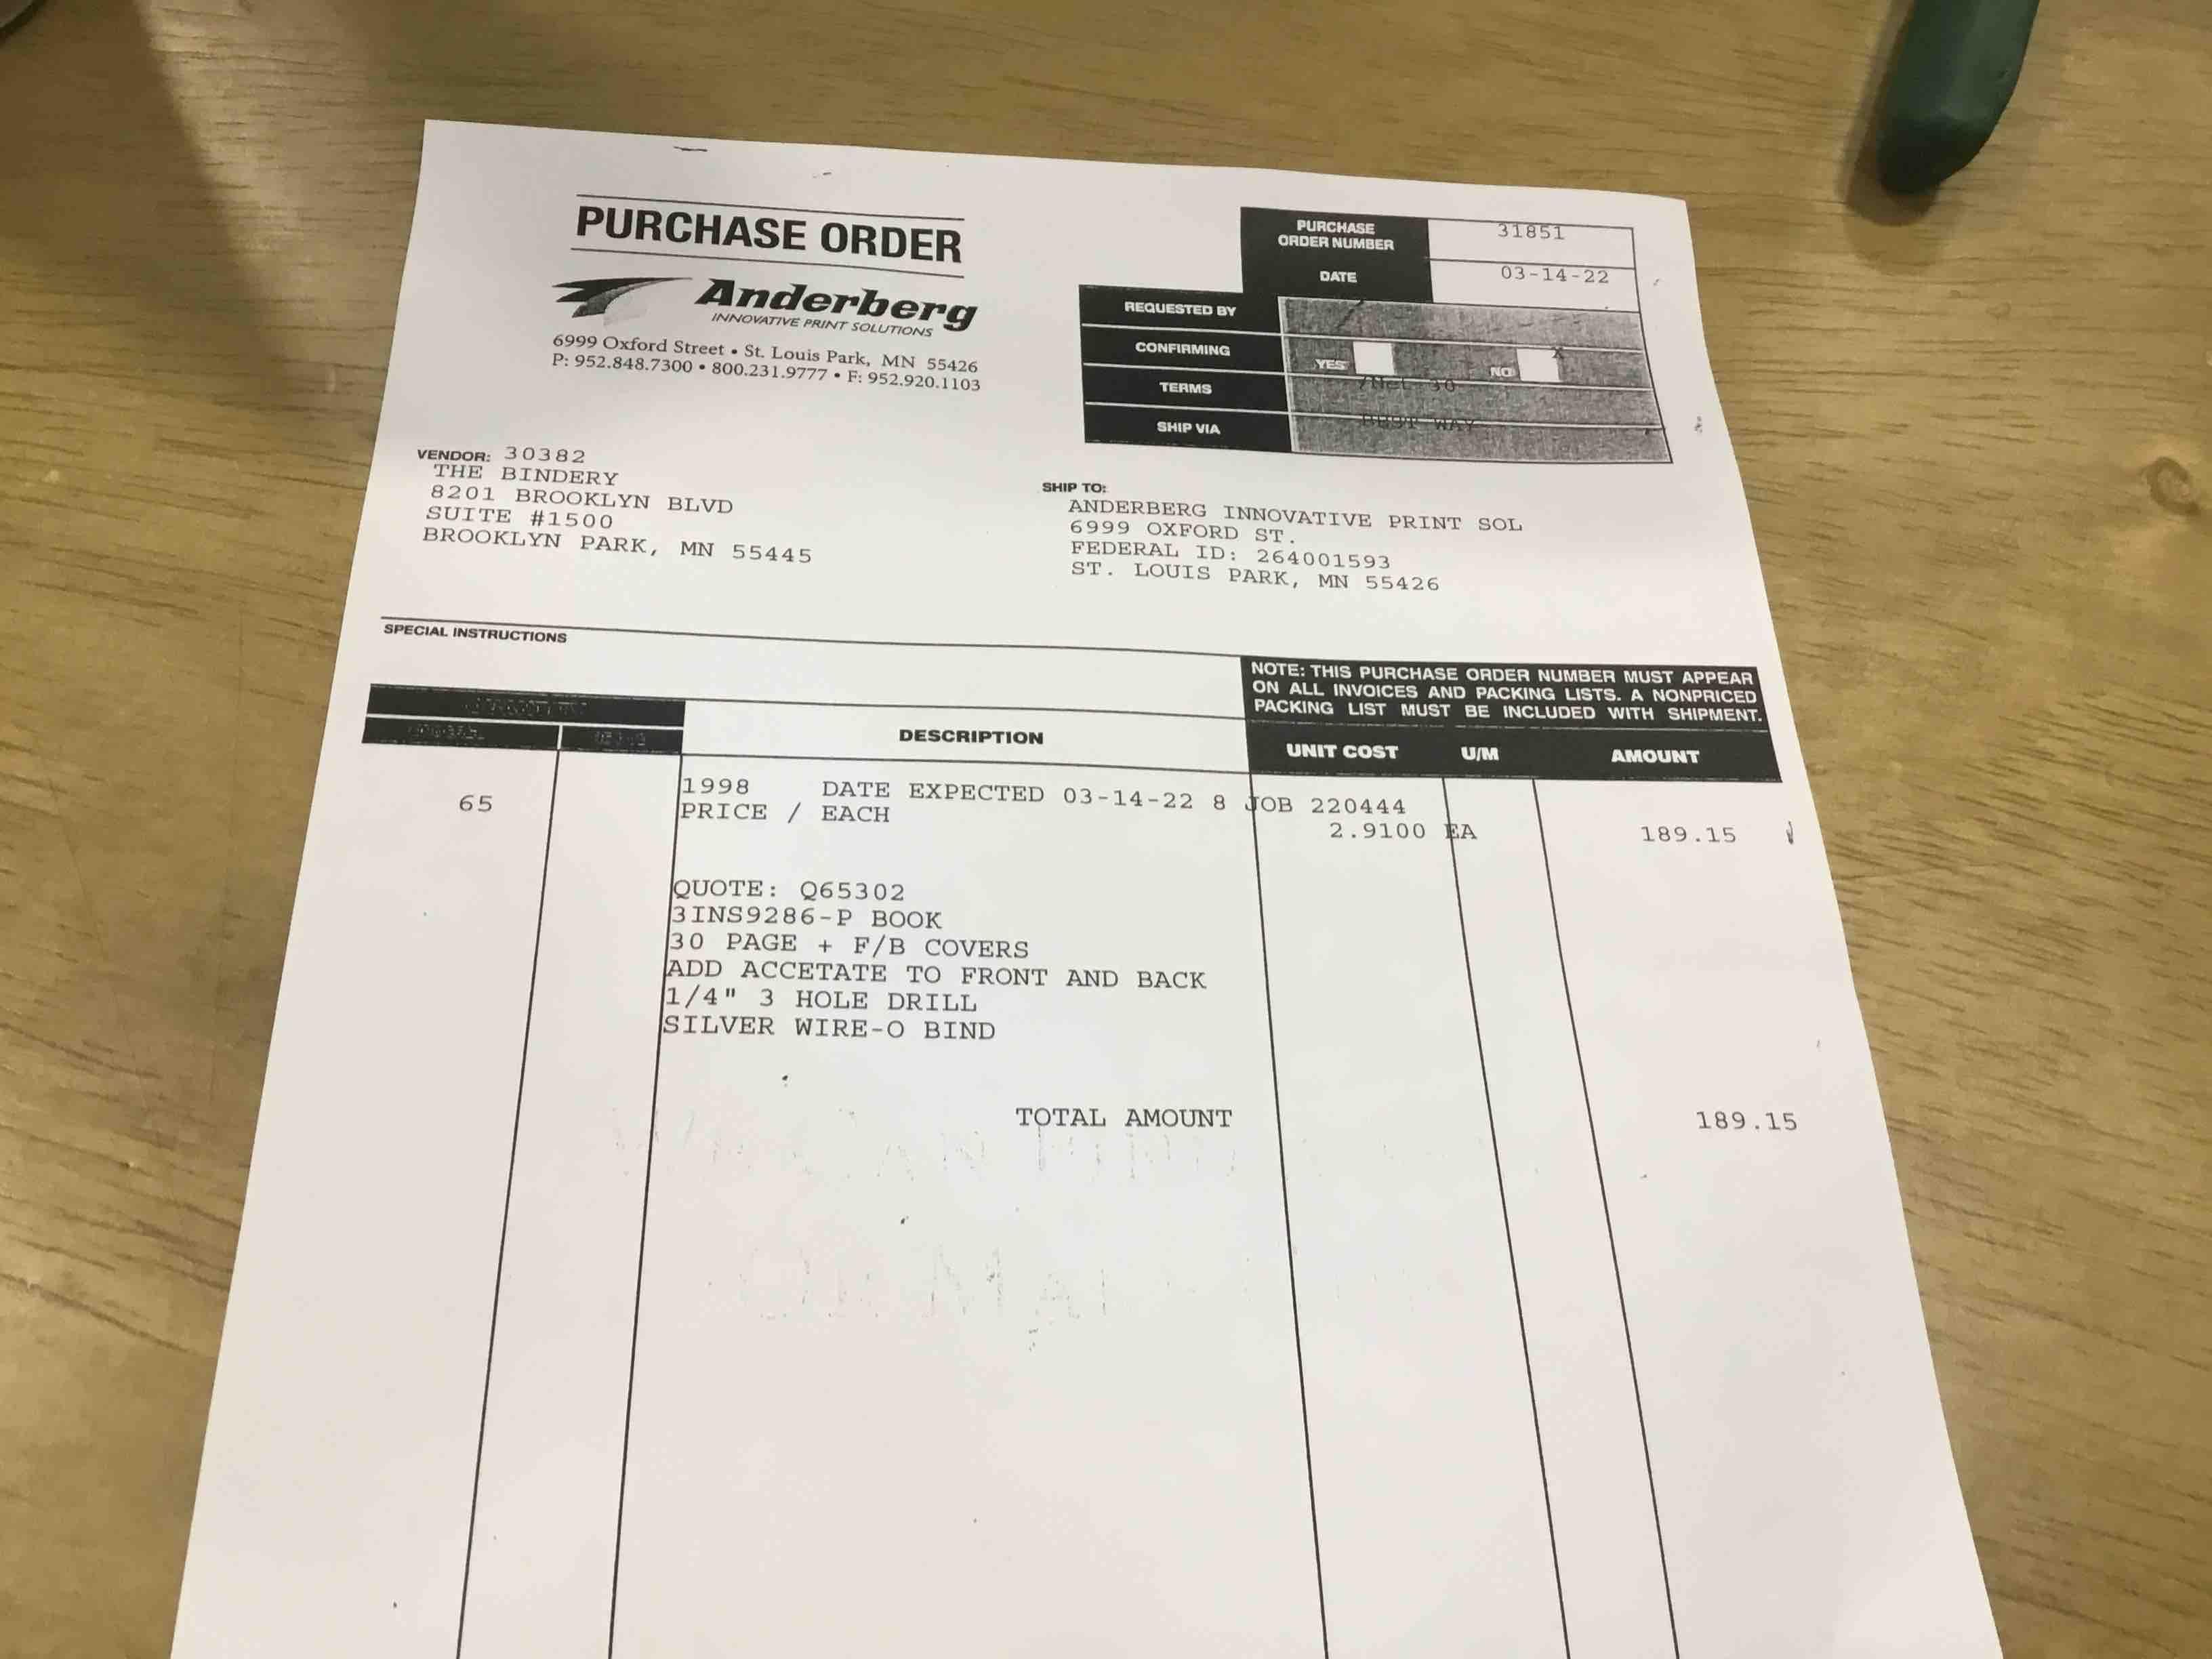 PURCHASE ORDER
Anderberg
INNOVATIVE PRINT SOLUTIONS
6999 Oxford Street • St. Louis Park, MN 55426
P: 952.848.7300 • 800.231.9777 • F: 952.920.1103
PURCHASE ORDER NUMBER 31851
DATE 03-14-22
REQUESTED BY
CONFIRMING YES NO X
TERMS Net 30
SHIP VIA BEST WAY
VENDOR: 30382
THE BINDERY
8201 BROOKLYN BLVD
SUITE #1500
BROOKLYN PARK, MN 55445
SHIP TO:
ANDERBERG INNOVATIVE PRINT SOL
6999 OXFORD ST.
FEDERAL ID: 264001593
ST. LOUIS PARK, MN 55426
SPECIAL INSTRUCTIONS
NOTE: THIS PURCHASE ORDER NUMBER MUST APPEAR
ON ALL INVOICES AND PACKING LISTS. A NONPRICED
PACKING LIST MUST BE INCLUDED WITH SHIPMENT.
DESCRIPTION UNIT COST U/M AMOUNT
1998 DATE EXPECTED 03-14-22 8 JOB 220444
65 PRICE / EACH 2.9100 EA 189.15
QUOTE: Q65302
3INS9286-P BOOK
30 PAGE + F/B COVERS
ADD ACCETATE TO FRONT AND BACK
1/4" 3 HOLE DRILL
SILVER WIRE-O BIND
TOTAL AMOUNT 189.15